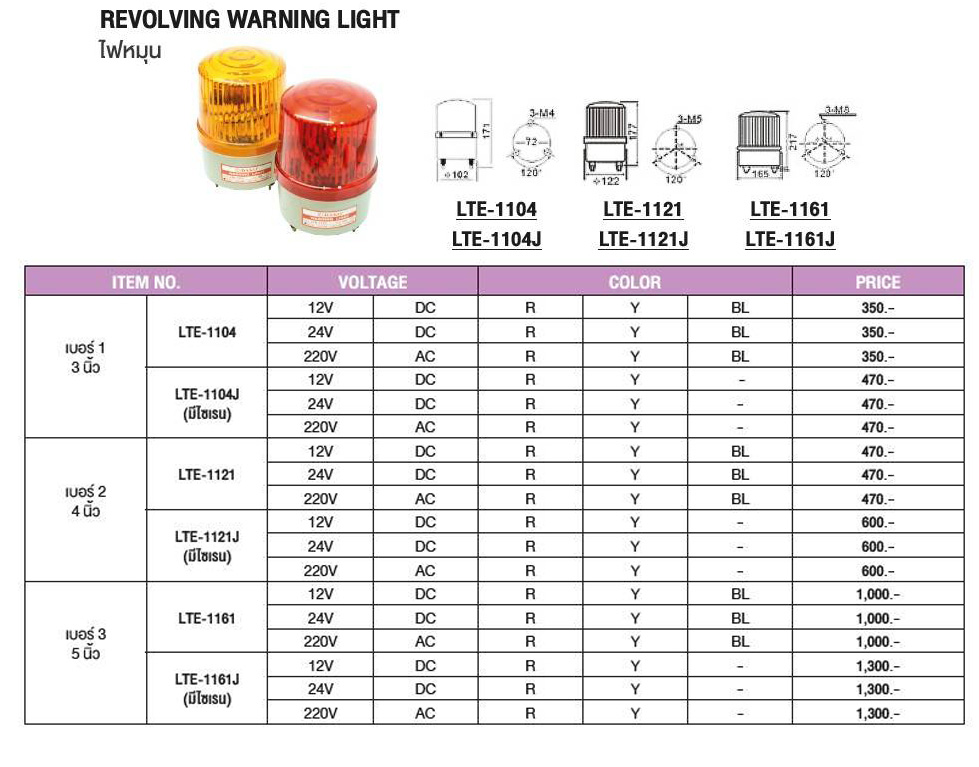 REVOLVING WARNING LIGHT
ไฟหมุน
171
102
3-M4
72
120°
177
122
3-M5
120°
217
165
3-M8
120°
LTE-1104 LTE-1121 LTE-1161
LTE-1104J LTE-1121J LTE-1161J
ITEM NO. VOLTAGE COLOR PRICE
เบอร์ 1
3 นิ้ว
LTE-1104
12V DC R Y BL 350.-
24V DC R Y BL 350.-
220V AC R Y BL 350.-
LTE-1104J
(มีไซเรน)
12V DC R Y - 470.-
24V DC R Y - 470.-
220V AC R Y - 470.-
เบอร์ 2
4 นิ้ว
LTE-1121
12V DC R Y BL 470.-
24V DC R Y BL 470.-
220V AC R Y BL 470.-
LTE-1121J
(มีไซเรน)
12V DC R Y - 600.-
24V DC R Y - 600.-
220V AC R Y - 600.-
เบอร์ 3
5 นิ้ว
LTE-1161
12V DC R Y BL 1,000.-
24V DC R Y BL 1,000.-
220V AC R Y BL 1,000.-
LTE-1161J
(มีไซเรน)
12V DC R Y - 1,300.-
24V DC R Y - 1,300.-
220V AC R Y - 1,300.-